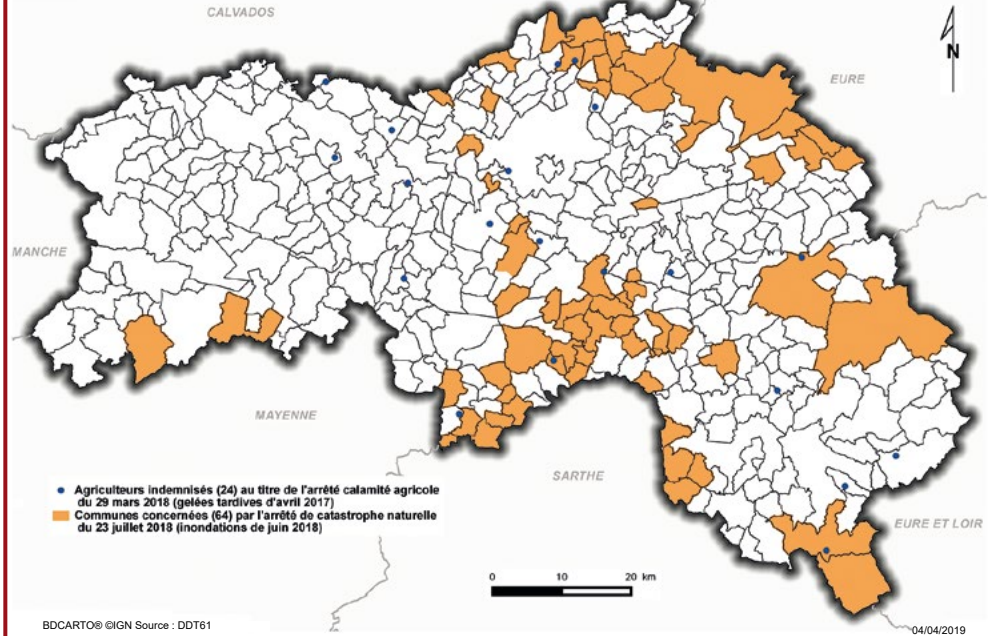 CALVADOS
N
EURE
MANCHE
MAYENNE
SARTHE
Agriculteurs indemnisés (24) au titre de l'arrêté calamité agricole
du 29 mars 2018 (gelées tardives d'avril 2017)
Communes concernées (64) par l'arrêté de catastrophe naturelle
du 23 juillet 2018 (inondations de juin 2018)
EURE ET LOIR
0 10 20 km
BDCARTO® ©IGN Source : DDT61
04/04/2019